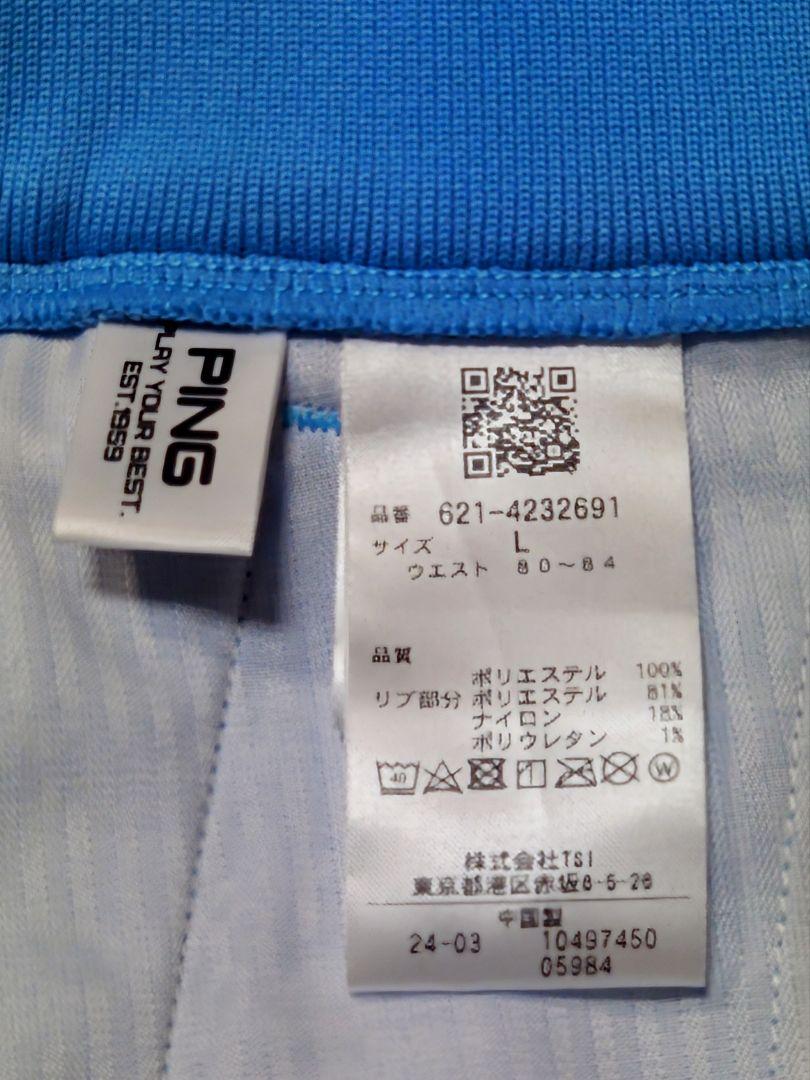 PING
PLAY YOUR BEST.
EST.1959
品番 621-4232691
サイズ L
ウエスト 80～84
品質
ポリエステル 100%
リブ部分 ポリエステル 81%
ナイロン 18%
ポリウレタン 1%
40
1
W
株式会社TSI
東京都港区赤坂8-5-28
中国製
24-03 10497450
05984